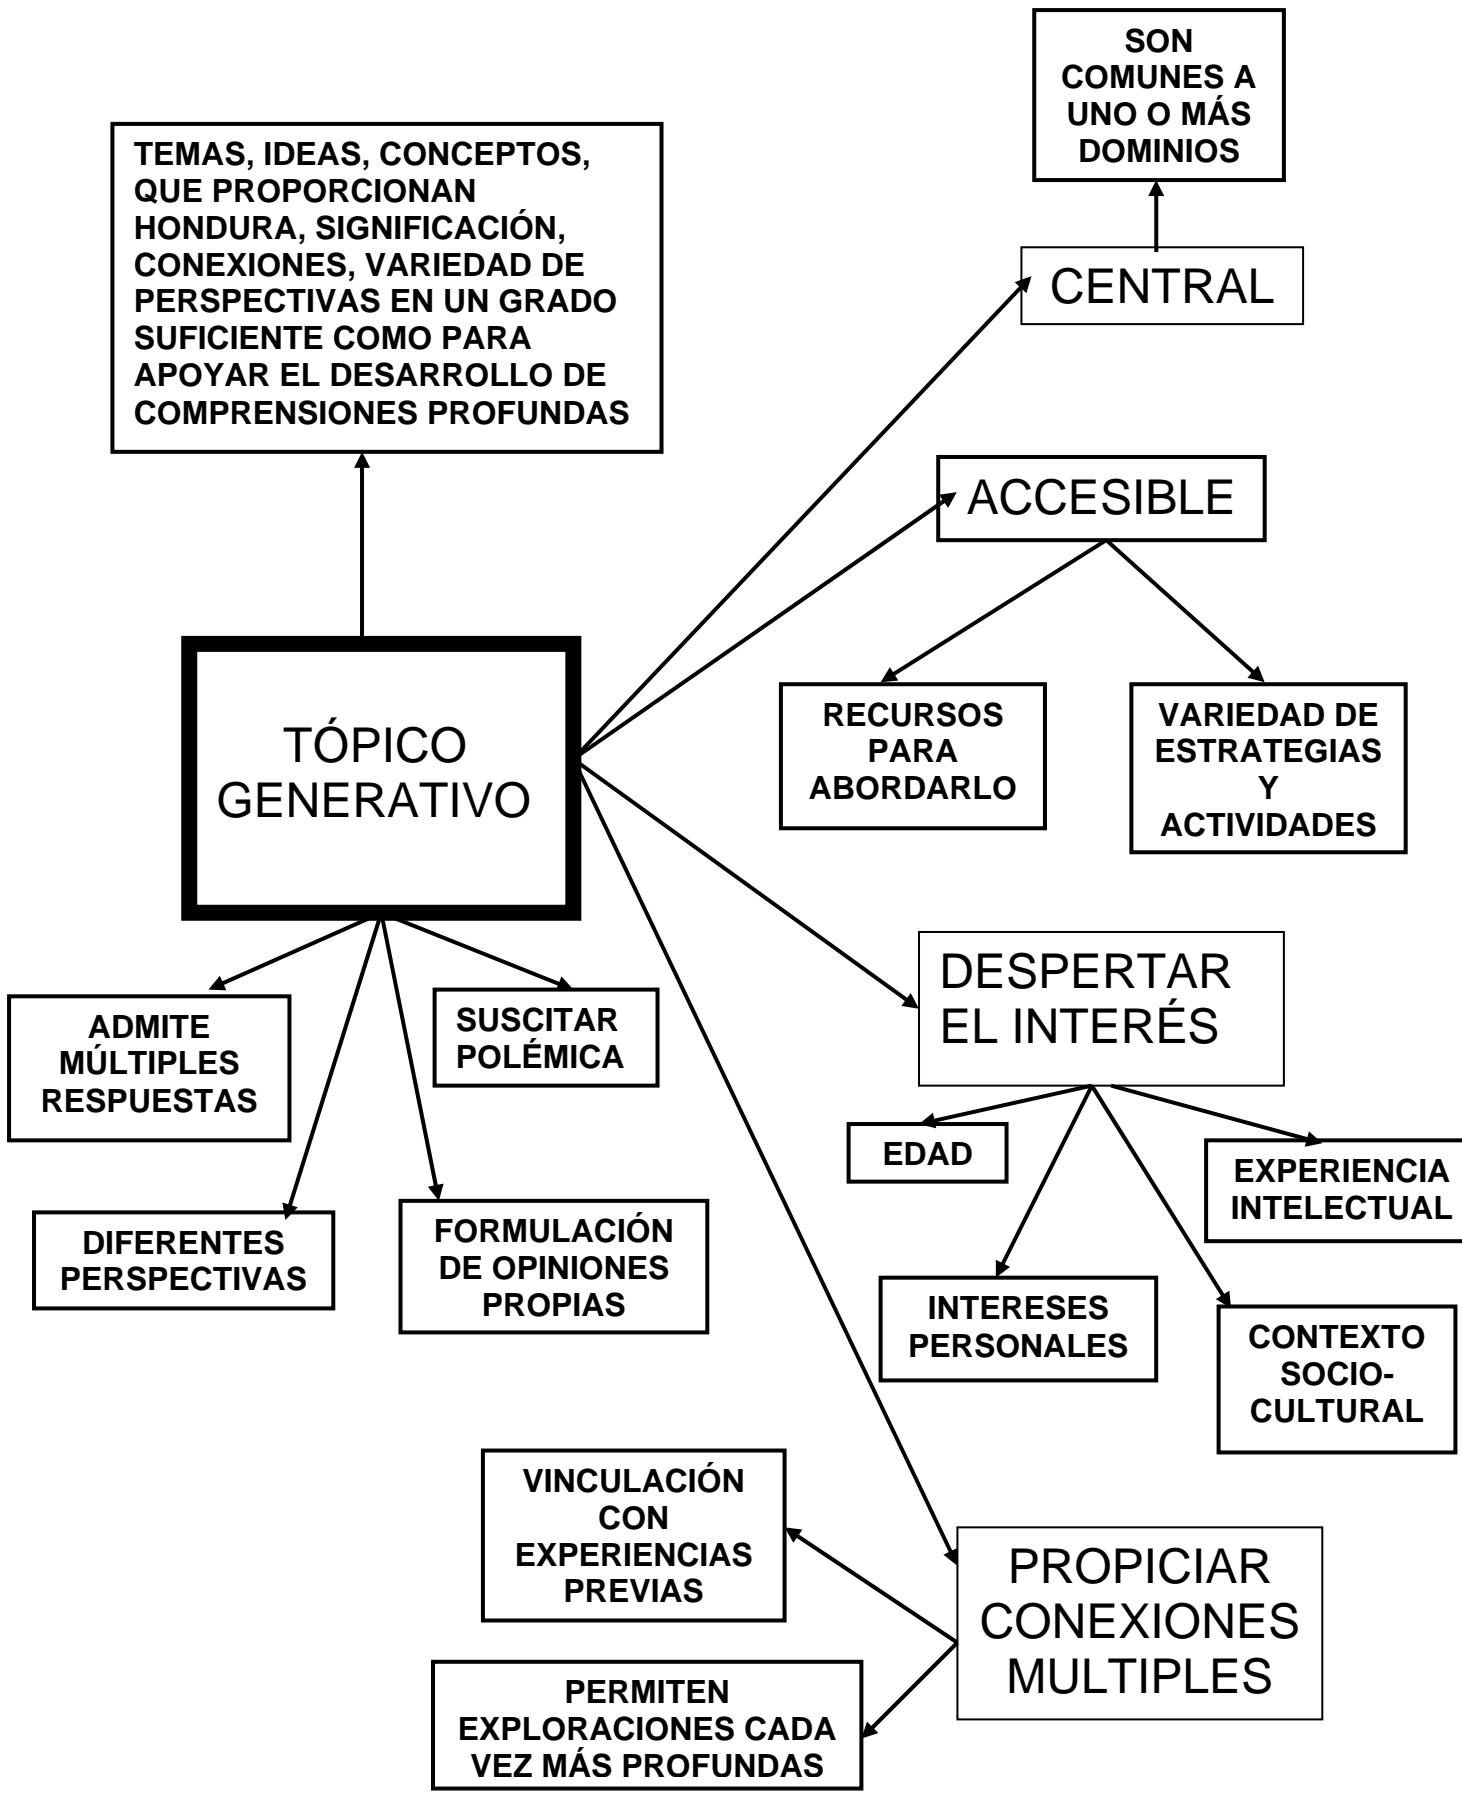 SON
COMUNES A
UNO O MÁS
DOMINIOS
TEMAS, IDEAS, CONCEPTOS,
QUE PROPORCIONAN
HONDURA, SIGNIFICACIÓN,
CONEXIONES, VARIEDAD DE
PERSPECTIVAS EN UN GRADO
SUFICIENTE COMO PARA
APOYAR EL DESARROLLO DE
COMPRENSIONES PROFUNDAS
CENTRAL
ACCESIBLE
RECURSOS
PARA
ABORDARLO
VARIEDAD DE
ESTRATEGIAS
Y
ACTIVIDADES
TÓPICO
GENERATIVO
DESPERTAR
EL INTERÉS
ADMITE
MÚLTIPLES
RESPUESTAS
SUSCITAR
POLÉMICA
EDAD
EXPERIENCIA
INTELECTUAL
DIFERENTES
PERSPECTIVAS
FORMULACIÓN
DE OPINIONES
PROPIAS
INTERESES
PERSONALES
CONTEXTO
SOCIO-
CULTURAL
VINCULACIÓN
CON
EXPERIENCIAS
PREVIAS
PROPICIAR
CONEXIONES
MULTIPLES
PERMITEN
EXPLORACIONES CADA
VEZ MÁS PROFUNDAS